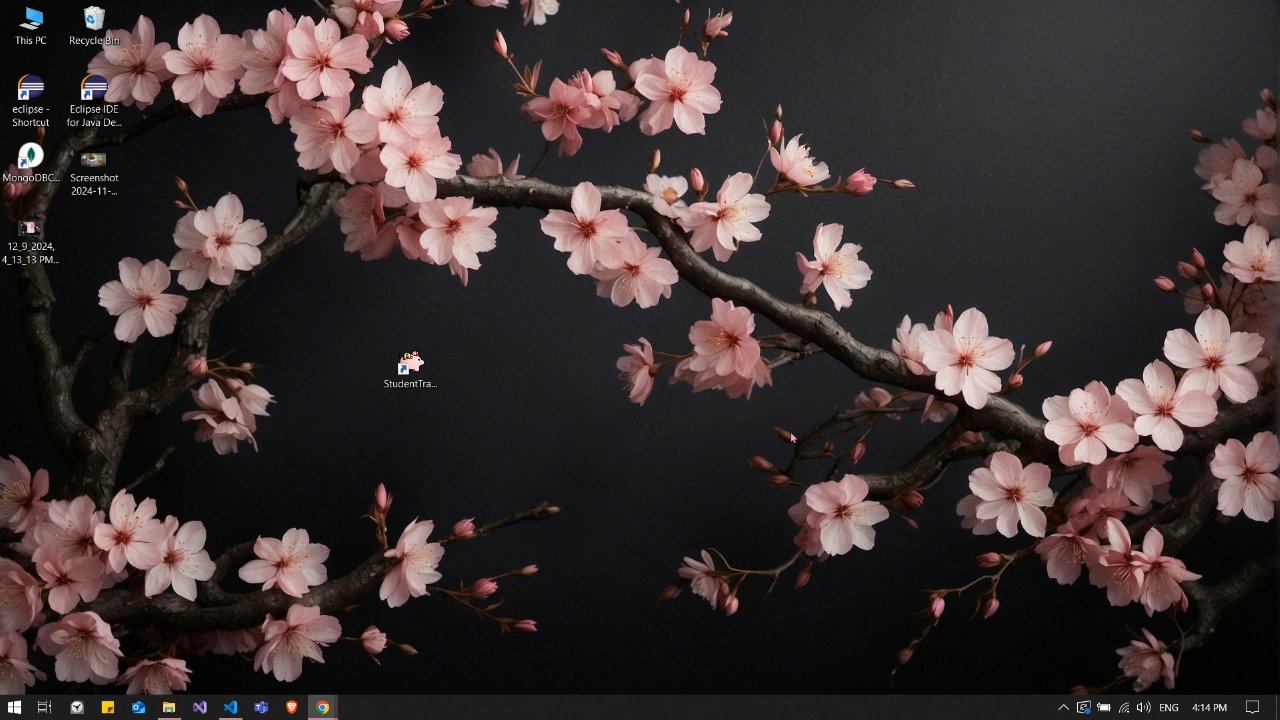 This PC
Recycle Bin
eclipse -
Shortcut
Eclipse IDE
for Java De...
MongoDBC...
Screenshot
2024-11-...
12_9_2024,
4_13_13 PM...
StudentTra...
ENG
4:14 PM